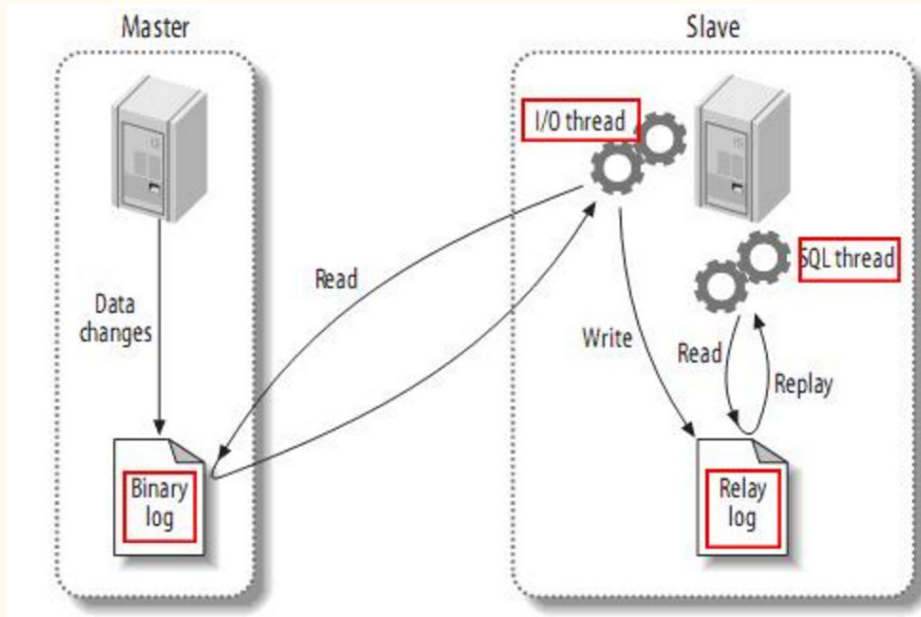 Master
Slave
I/O thread
SQL thread
Read
Data
changes
Write
Read
Replay
Binary
log
Relay
log